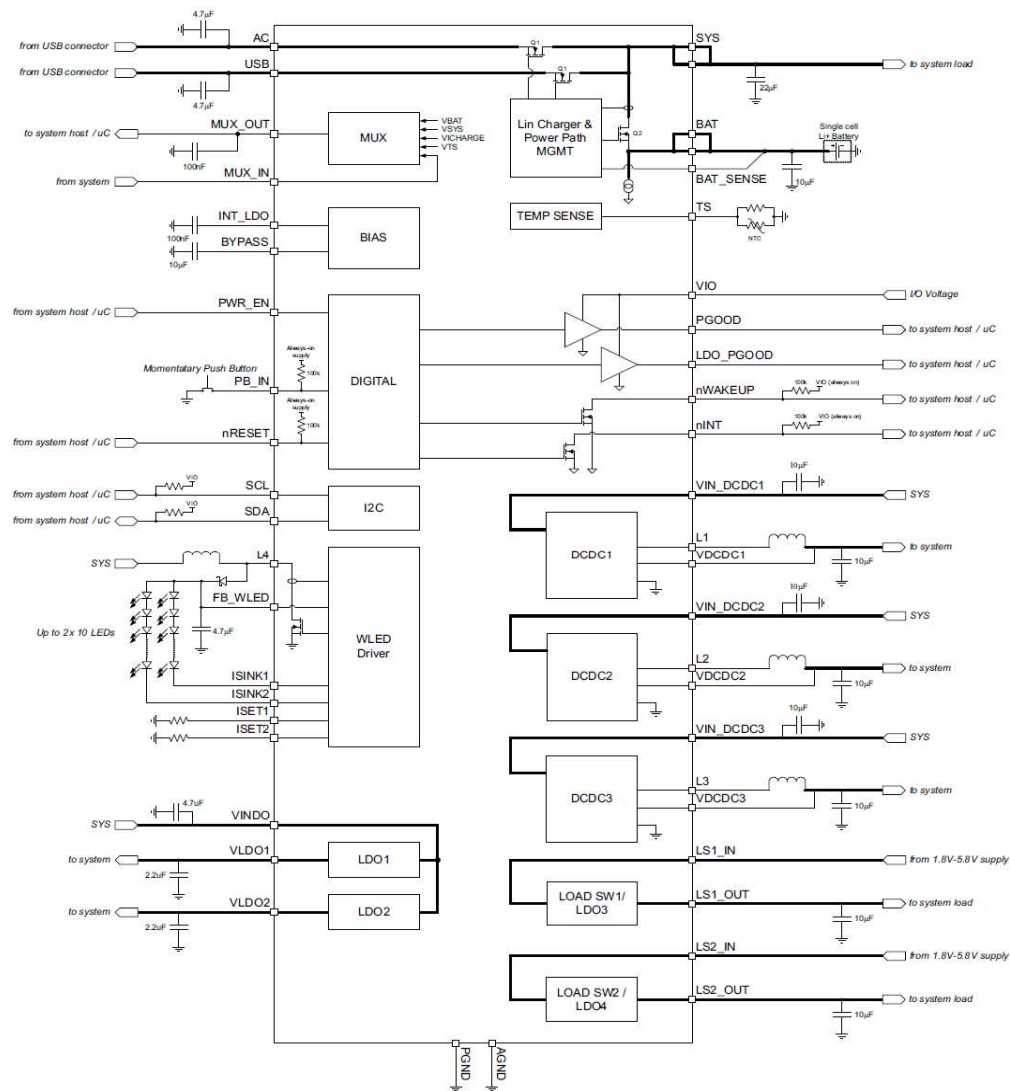 4.7µF
AC
from USB connector
Q1
SYS
to system load
USB
from USB connector
Q1
22µF
4.7µF
MUX_OUT
to system host / uC
MUX
VBAT
VSYS
VICHARGE
VTS
Lin Charger &
Power Path
MGMT
Q2
BAT
Single cell
Li+ Battery
100nF
MUX_IN
from system
10µF
BAT_SENSE
INT_LDO
100nF
BIAS
TEMP SENSE
TS
NTC
BYPASS
10µF
VIO
I/O Voltage
PWR_EN
from system host / uC
PGOOD
to system host / uC
Always-on
supply
100k
LDO_PGOOD
to system host / uC
Momentatary Push Button
PB_IN
DIGITAL
nWAKEUP
100k
VIO (always on)
to system host / uC
Always-on
supply
100k
nRESET
from system host / uC
nINT
100k
VIO (always on)
to system host / uC
VIO
SCL
from system host / uC
I2C
VIO
SDA
from system host / uC
10µF
VIN_DCDC1
SYS
DCDC1
L1
VDCDC1
to system
10µF
SYS
L4
FB_WLED
4.7µF
Up to 2x 10 LEDs
WLED
Driver
ISINK1
ISINK2
ISET1
ISET2
10µF
VIN_DCDC2
SYS
DCDC2
L2
VDCDC2
to system
10µF
10µF
VIN_DCDC3
SYS
DCDC3
L3
VDCDC3
to system
10µF
4.7uF
VINDO
SYS
VLDO1
to system
LDO1
2.2uF
VLDO2
to system
LDO2
2.2uF
LS1_IN
from 1.8V-5.8V supply
LOAD SW1/
LDO3
LS1_OUT
to system load
10µF
LS2_IN
from 1.8V-5.8V supply
LOAD SW2 /
LDO4
LS2_OUT
to system load
10µF
PGND
AGND